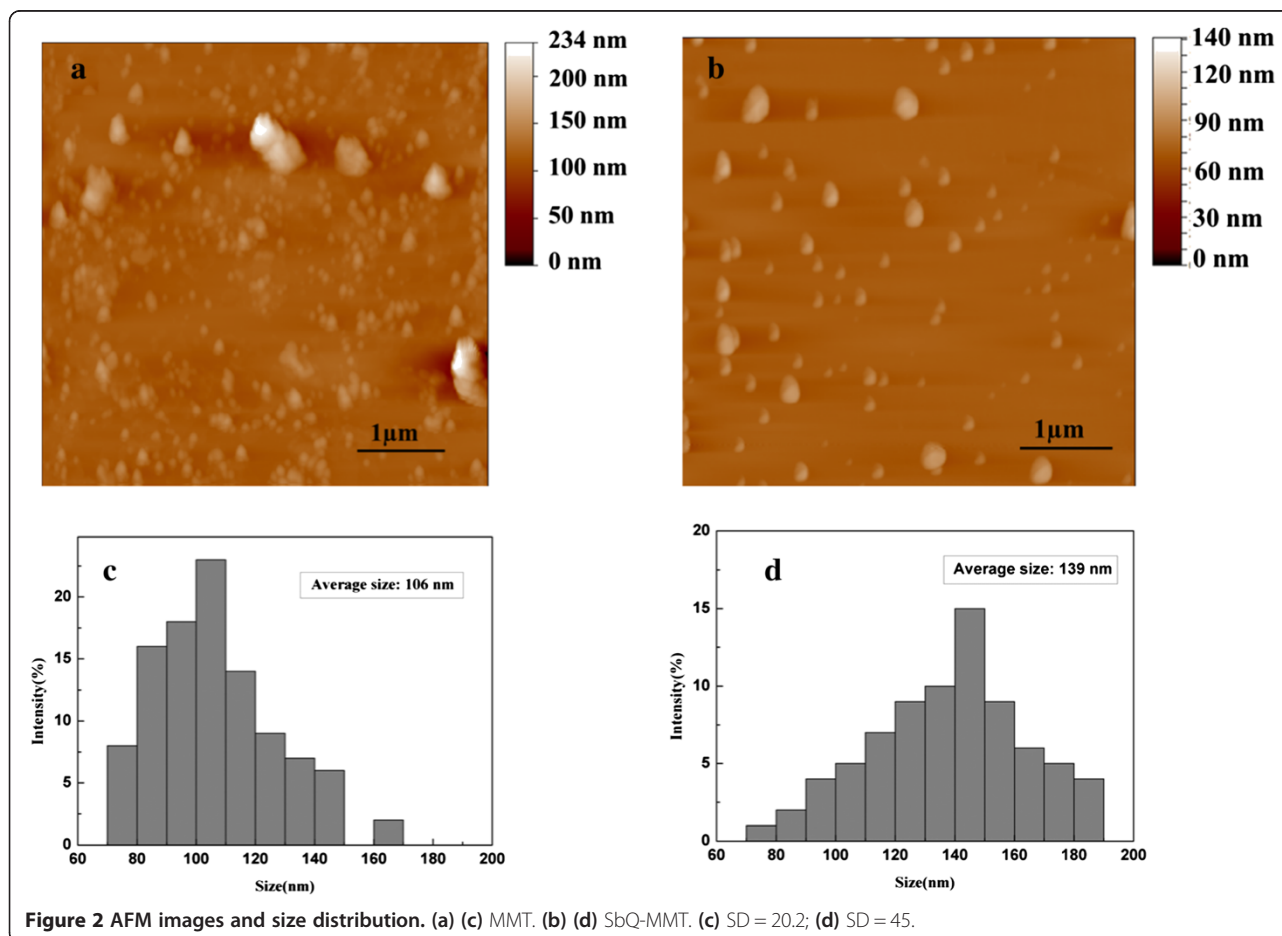 a
234 nm
200 nm
150 nm
100 nm
50 nm
0 nm
1μm
b
140 nm
120 nm
90 nm
60 nm
30 nm
0 nm
1μm
c
Average size: 106 nm
Intensity(%)
20
15
10
5
0
60 80 100 120 140 160 180 200
Size(nm)
d
Average size: 139 nm
Intensity(%)
20
15
10
5
0
60 80 100 120 140 160 180 200
Size(nm)
Figure 2 AFM images and size distribution. (a) (c) MMT. (b) (d) SbQ-MMT. (c) SD = 20.2; (d) SD = 45.